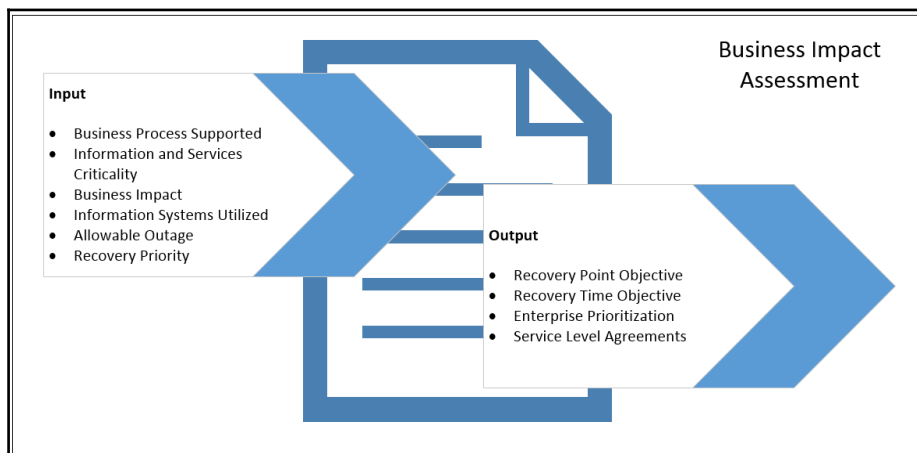 Business Impact
Assessment
Input
● Business Process Supported
● Information and Services
Criticality
● Business Impact
● Information Systems Utilized
● Allowable Outage
● Recovery Priority
Output
● Recovery Point Objective
● Recovery Time Objective
● Enterprise Prioritization
● Service Level Agreements